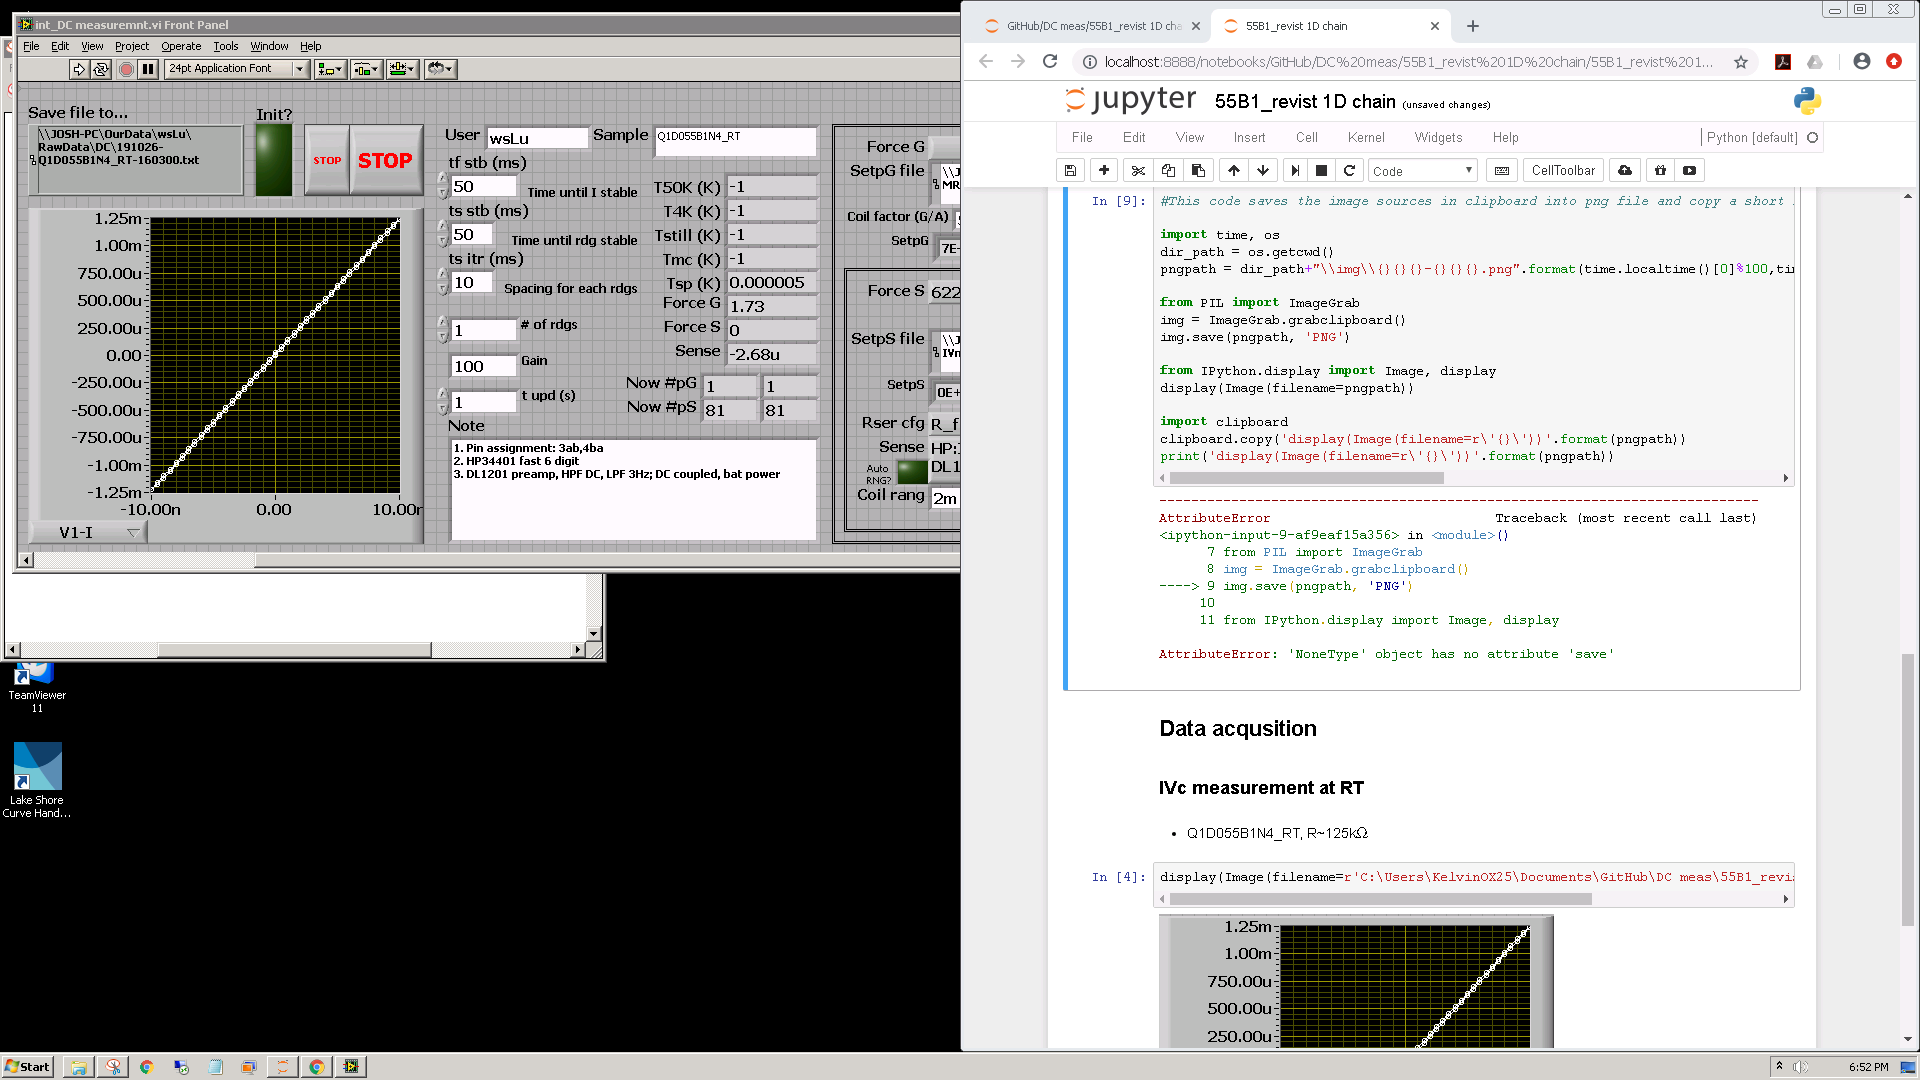 int_DC measuremnt.vi Front Panel
File Edit View Project Operate Tools Window Help
24pt Application Font
Save file to...
\\JOSH-PC\OurData\wsLu\
RawData\DC\191026-
Q1D055B1N4_RT-160300.txt
Init?
STOP
STOP
User
wsLu
Sample
Q1D055B1N4_RT
tf stb (ms)
50
Time until I stable
ts stb (ms)
50
Time until rdg stable
ts itr (ms)
10
Spacing for each rdgs
1
# of rdgs
100
Gain
1
t upd (s)
T50K (K) -1
T4K (K) -1
Tstill (K) -1
Tmc (K) -1
Tsp (K) 0.000005
Force G 1.73
Force S 0
Sense -2.68u
Now #pG 1 1
Now #pS 81 81
Note
1. Pin assignment: 3ab,4ba
2. HP34401 fast 6 digit
3. DL1201 preamp, HPF DC, LPF 3Hz; DC coupled, bat power
1.25m
1.00m
750.00u
500.00u
250.00u
0.00
-250.00u
-500.00u
-750.00u
-1.00m
-1.25m
-10.00n 0.00 10.00n
V1-I
Force G
SetpG file
\\J
MR
Coil factor (G/A)
SetpG
7E-
Force S
622
SetpS file
\\J
IVn
SetpS
0E+
Rser cfg
R_f
Sense
HP:
DL1
Auto
RNG?
Coil rang
2m
TeamViewer
11
Lake Shore
Curve Hand...
Start
GitHub/DC meas/55B1_revist 1D cha
55B1_revist 1D chain
localhost:8888/notebooks/GitHub/DC%20meas/55B1_revist%201D%20chain/55B1_revist%201...
jupyter 55B1_revist 1D chain (unsaved changes)
File Edit View Insert Cell Kernel Widgets Help
Python [default]
Code
CellToolbar
In [9]:
#This code saves the image sources in clipboard into png file and copy a short
import time, os
dir_path = os.getcwd()
pngpath = dir_path+"\\img\\{}{}{}-{}{}{}.png".format(time.localtime()[0]%100,tim
from PIL import ImageGrab
img = ImageGrab.grabclipboard()
img.save(pngpath, 'PNG')
from IPython.display import Image, display
display(Image(filename=pngpath))
import clipboard
clipboard.copy('display(Image(filename=r\'{}\'))'.format(pngpath))
print('display(Image(filename=r\'{}\'))'.format(pngpath))
---------------------------------------------------------------------------
AttributeError Traceback (most recent call last)
<ipython-input-9-af9eaf15a356> in <module>()
7 from PIL import ImageGrab
8 img = ImageGrab.grabclipboard()
----> 9 img.save(pngpath, 'PNG')
10
11 from IPython.display import Image, display
AttributeError: 'NoneType' object has no attribute 'save'
Data acqusition
IVc measurement at RT
• Q1D055B1N4_RT, R~125kΩ
In [4]:
display(Image(filename=r'C:\Users\KelvinOX25\Documents\GitHub\DC meas\55B1_revis
1.25m
1.00m
750.00u
500.00u
250.00u
6:52 PM